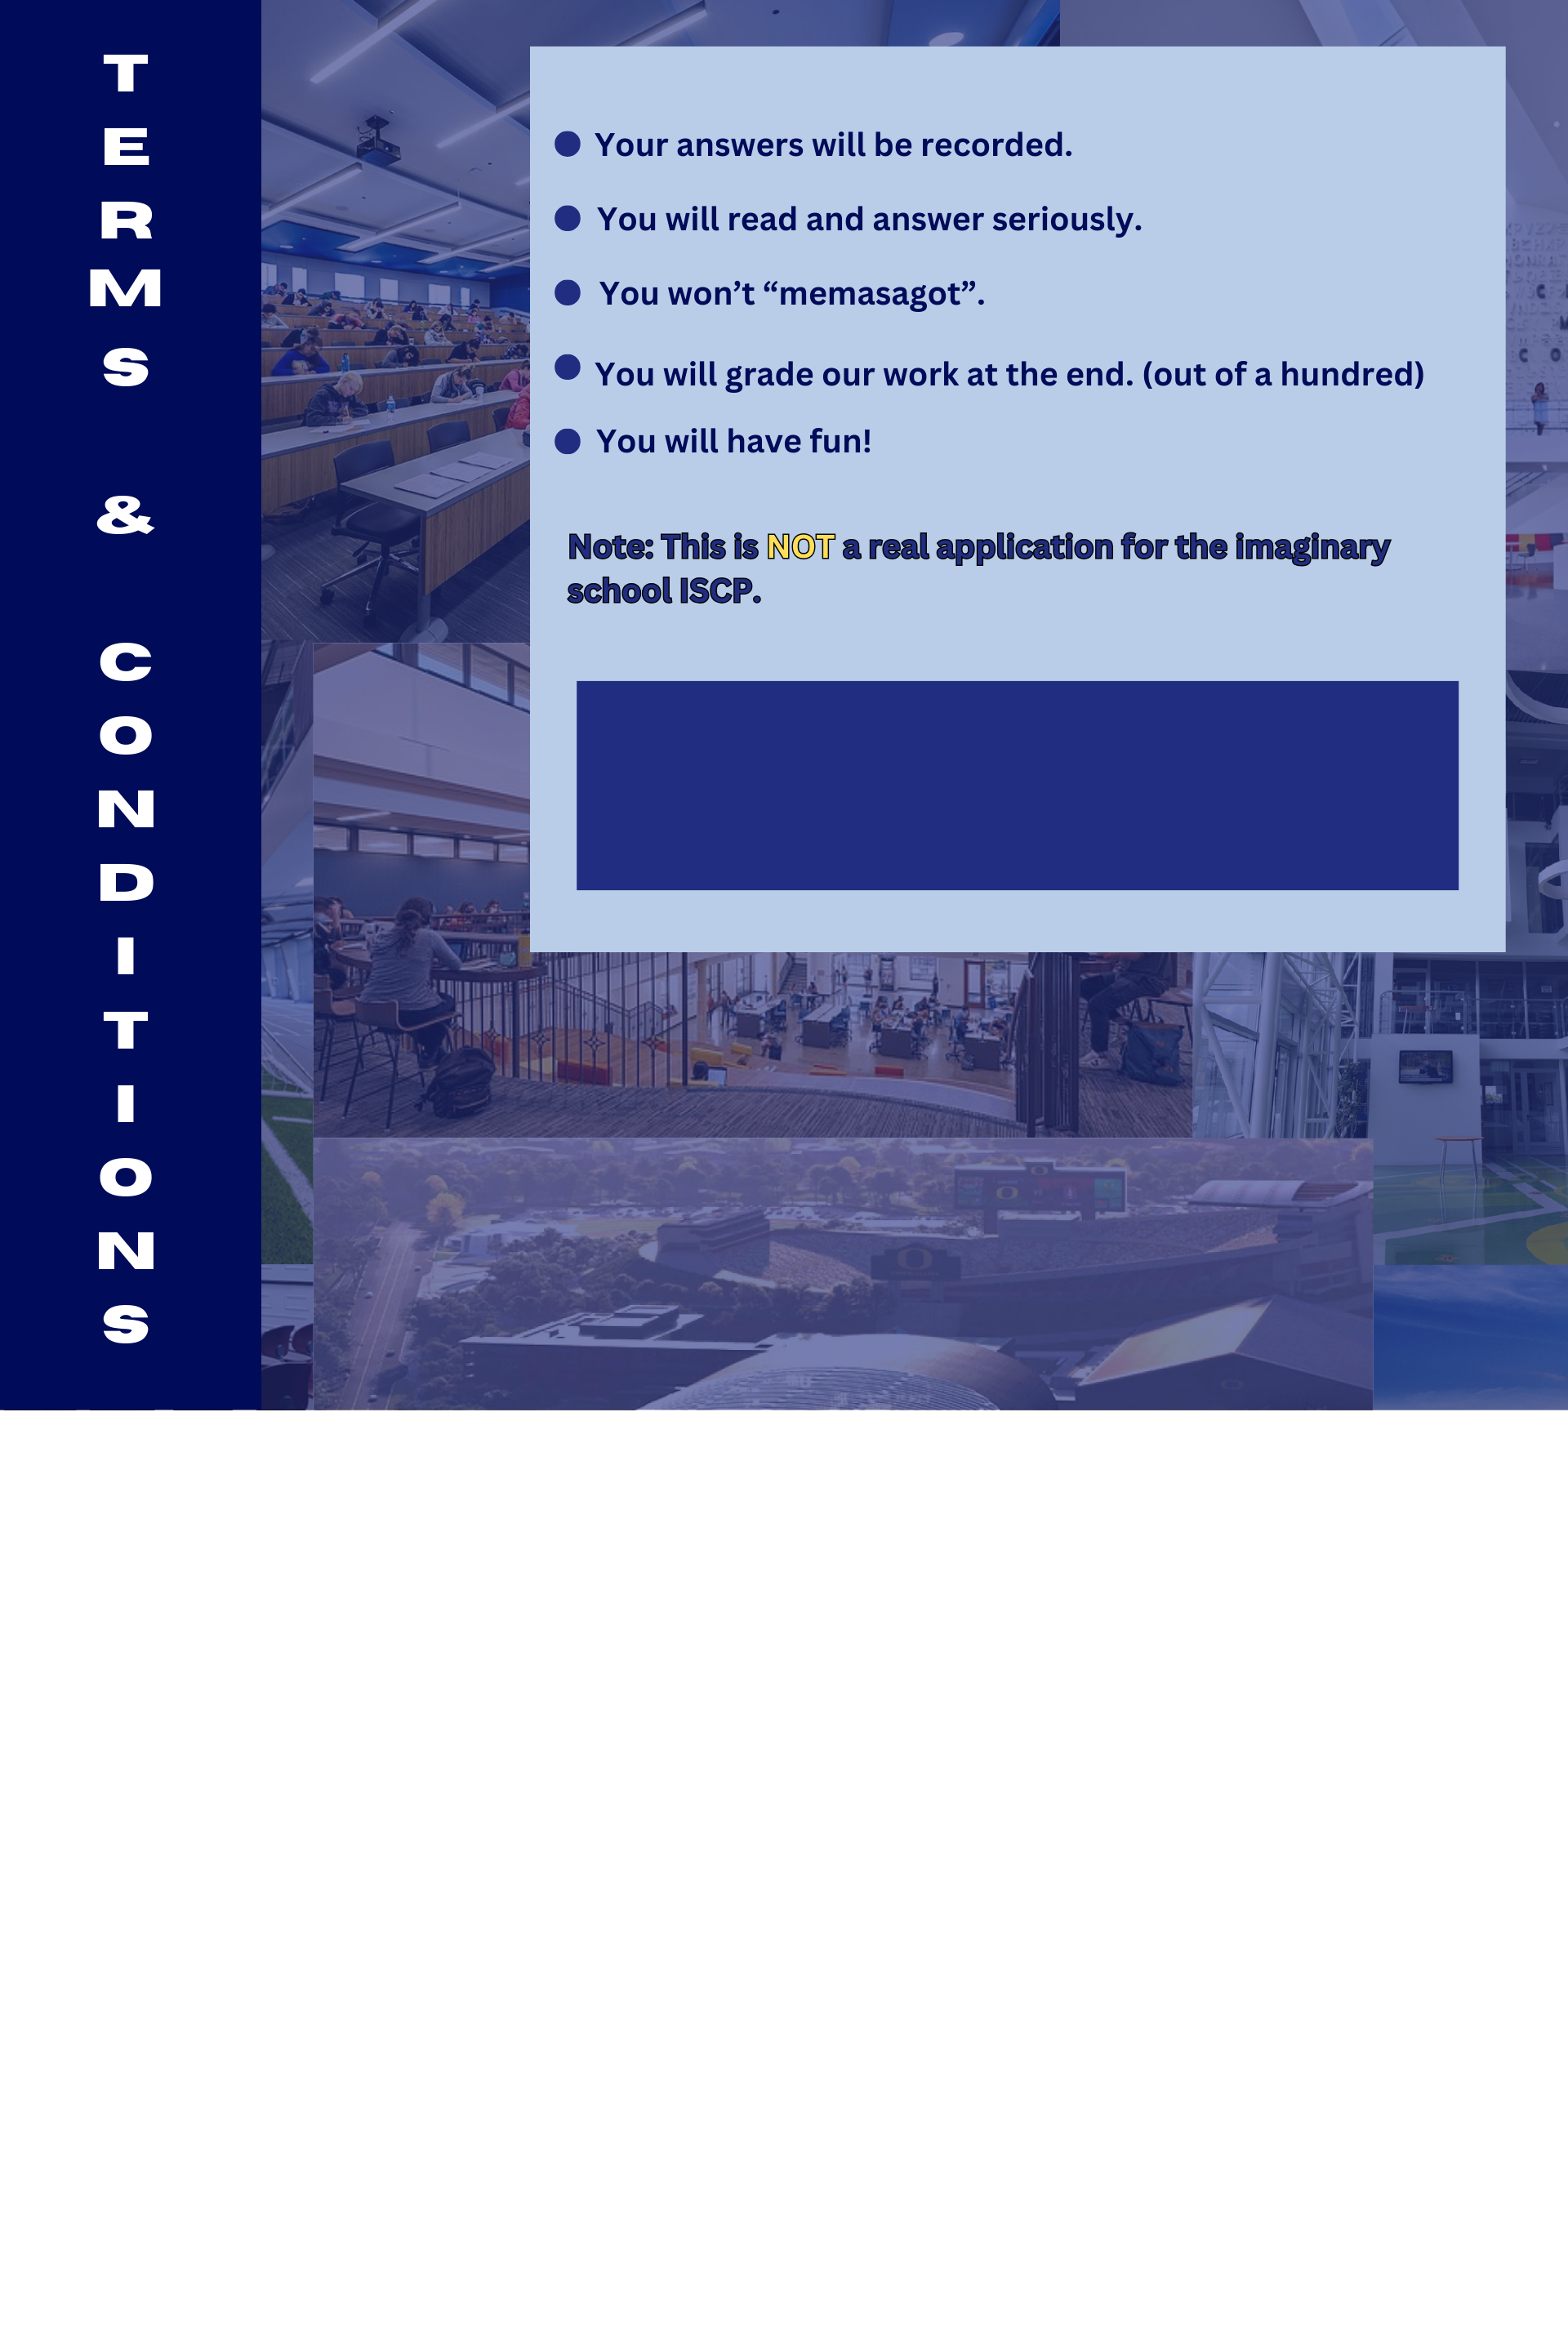 TERMS & CONDITIONS
Your answers will be recorded.
You will read and answer seriously.
You won’t “memasagot”.
You will grade our work at the end. (out of a hundred)
You will have fun!
Note: This is NOT a real application for the imaginary
school ISCP.